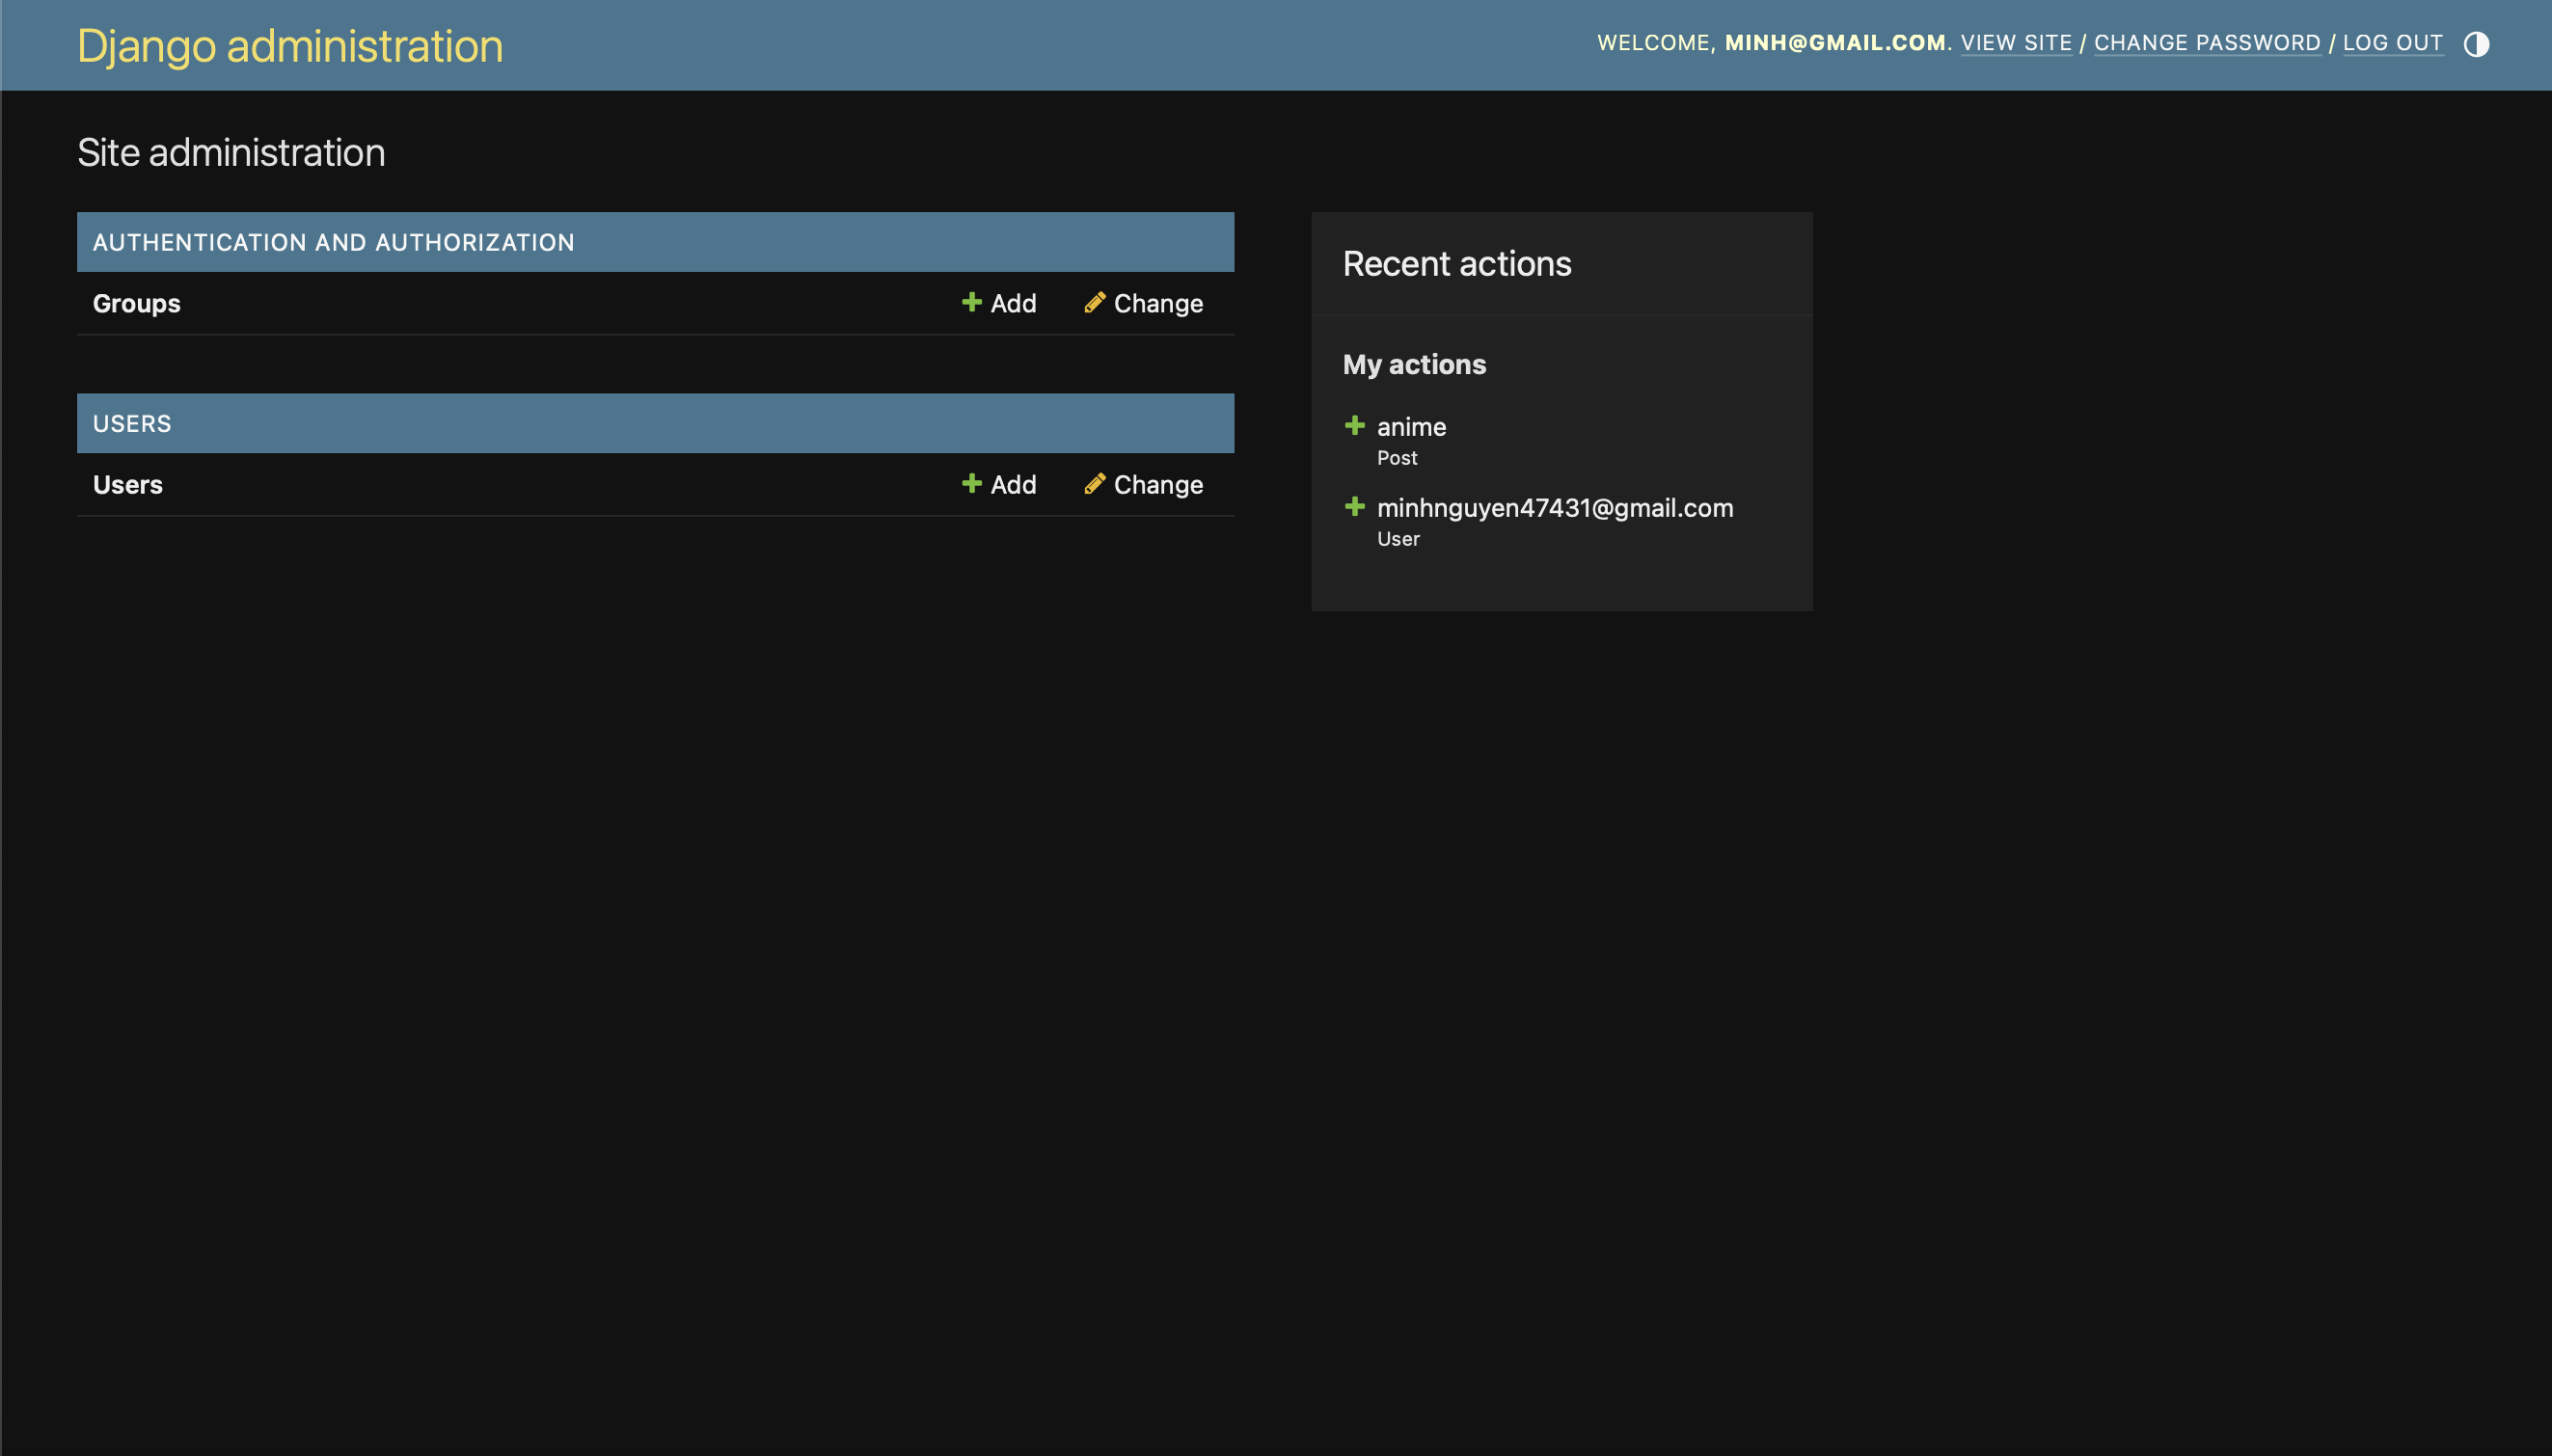 Django administration
WELCOME, MINH@GMAIL.COM. VIEW SITE / CHANGE PASSWORD / LOG OUT
Site administration
AUTHENTICATION AND AUTHORIZATION
Groups Add Change
USERS
Users Add Change
Recent actions
My actions
anime
Post
minhnguyen47431@gmail.com
User